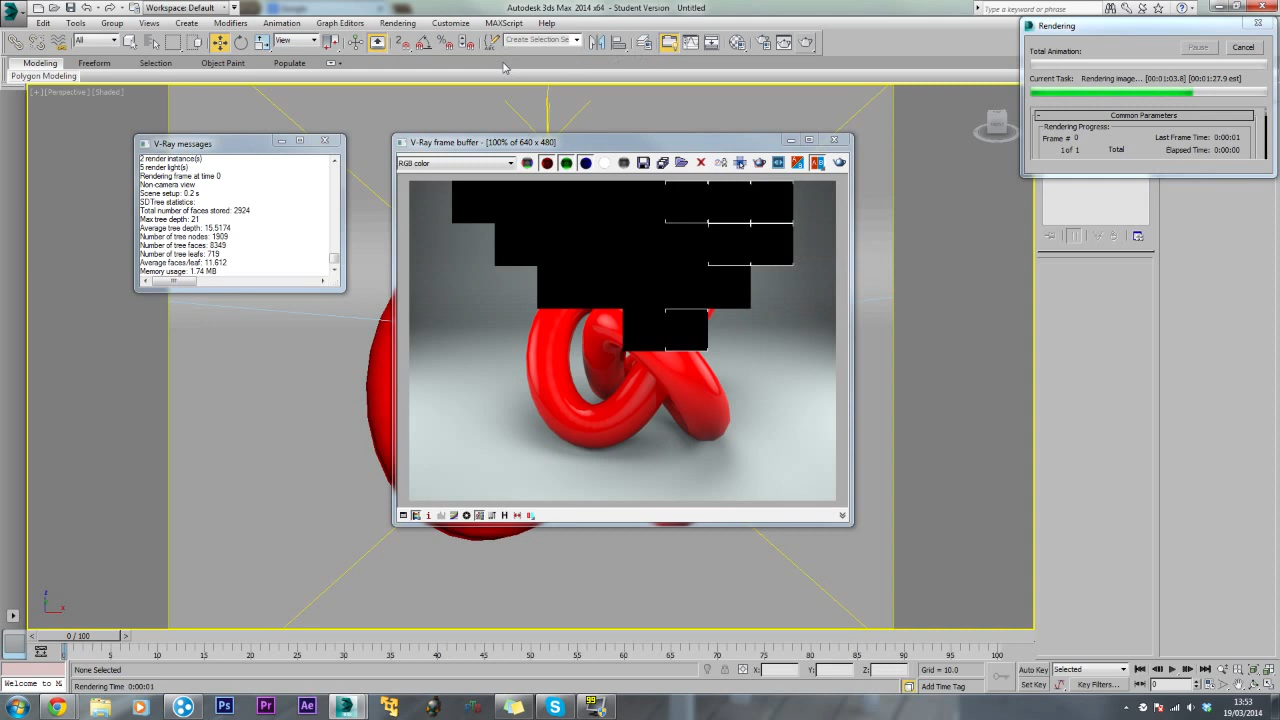 Workspace: Default
Autodesk 3ds Max 2014 x64 - Student Version Untitled
Type a keyword or phrase
Edit Tools Group Views Create Modifiers Animation Graph Editors Rendering Customize MAXScript Help
All
View
Create Selection Se
Modeling Freeform Selection Object Paint Populate
Polygon Modeling
[+] [Perspective] [Shaded]
Rendering
Total Animation:
Pause Cancel
Current Task: Rendering image... [00:01:03.8] [00:01:27.9 est]
Common Parameters
Rendering Progress:
Frame # 0 Last Frame Time: 0:00:01
1 of 1 Total Elapsed Time: 0:00:00
V-Ray messages
2 render instance(s)
5 render light(s)
Rendering frame at time 0
Non-camera view
Scene setup: 0.2 s
SDTree statistics:
Total number of faces stored: 2924
Max tree depth: 21
Average tree depth: 15.5174
Number of tree nodes: 1909
Number of tree faces: 8349
Number of tree leafs: 719
Average faces/leaf: 11.612
Memory usage: 1.74 MB
V-Ray frame buffer - [100% of 640 x 480]
RGB color
0 / 100
0 5 10 15 20 25 30 35 40 45 50 55 60 65 70 75 80 85 90 95 100
None Selected X: Y: Z: Grid = 10.0 Auto Key Selected
Welcome to M Rendering Time 0:00:01 Add Time Tag Set Key Key Filters... 0
Ps Pr Ae 99
13:53
19/03/2014